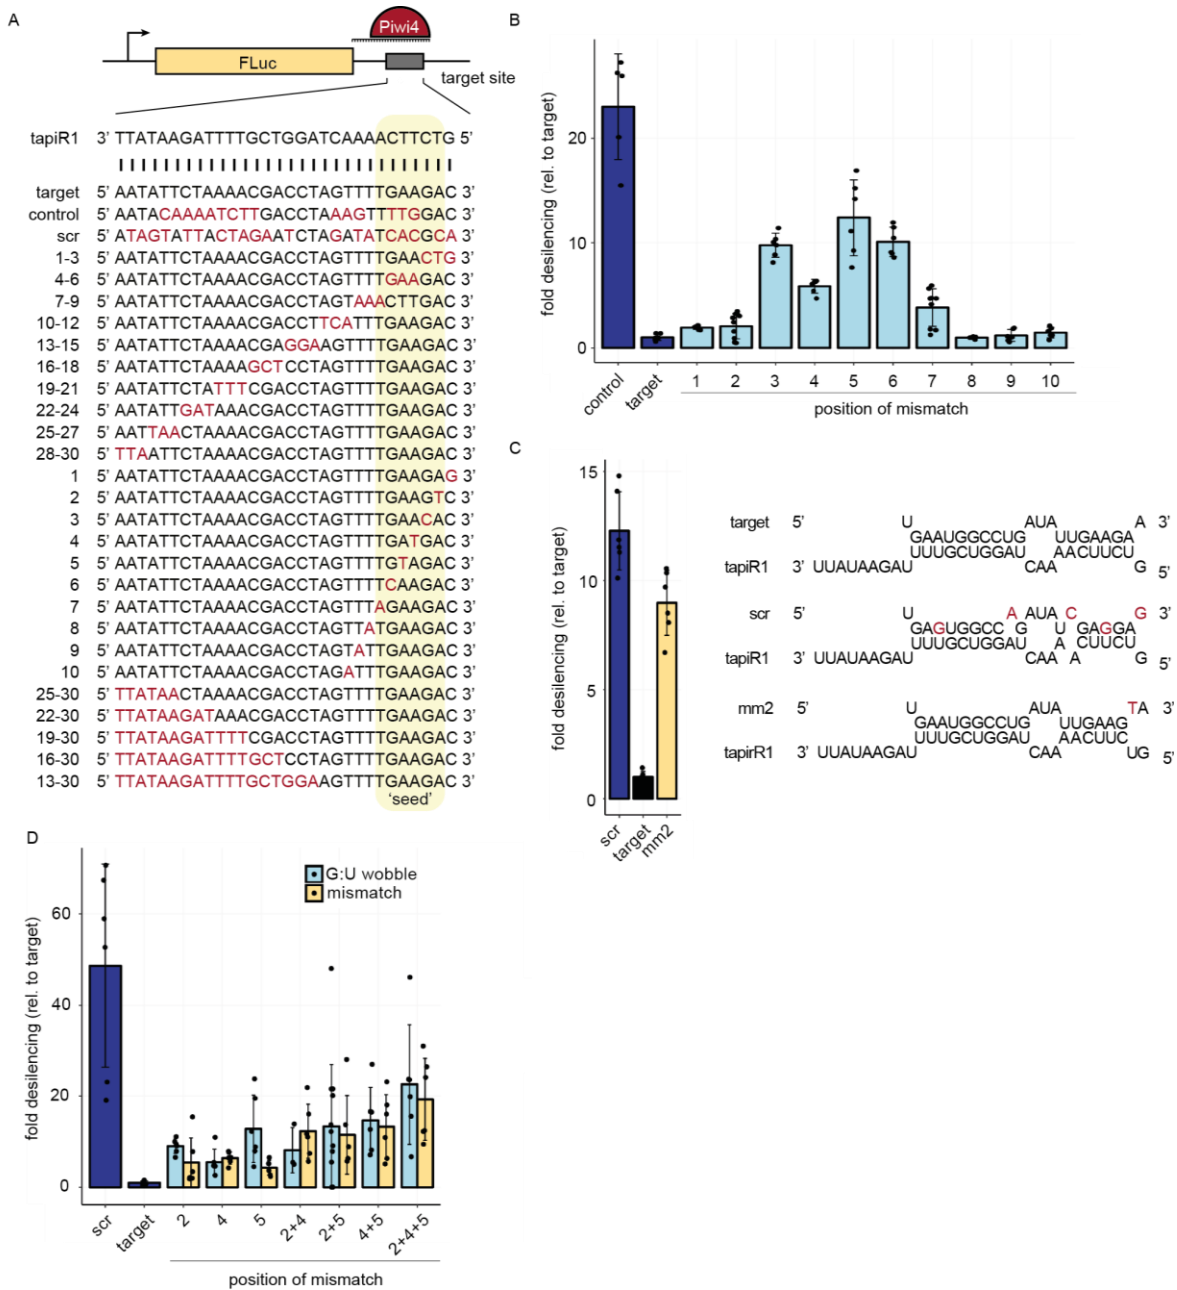 A
Piwi4
FLuc
target site
tapiR1 3’ TTATAAGATTTTGCTGGATCAAAACTTCTG 5’
target 5’ AATATTCTAAAACGACCTAGTTTTGAAGAC 3’
control 5’ AATACAAAATCTTGACCTAAAGTTTTGGAC 3’
scr 5’ ATAGTATTACTAGAATCTAGATATCACGCA 3’
1-3 5’ AATATTCTAAAACGACCTAGTTTTGAACTG 3’
4-6 5’ AATATTCTAAAACGACCTAGTTTTGAAGAC 3’
7-9 5’ AATATTCTAAAACGACCTAGTAAACTTGAC 3’
10-12 5’ AATATTCTAAAACGACCTTCATTTGAAGAC 3’
13-15 5’ AATATTCTAAAACGAGGAAGTTTTGAAGAC 3’
16-18 5’ AATATTCTAAAAGCTCCTAGTTTTGAAGAC 3’
19-21 5’ AATATTCTATTTCGACCTAGTTTTGAAGAC 3’
22-24 5’ AATATTGATAAACGACCTAGTTTTGAAGAC 3’
25-27 5’ AATTAACTAAAACGACCTAGTTTTGAAGAC 3’
28-30 5’ TTAATTCTAAAACGACCTAGTTTTGAAGAC 3’
1 5’ AATATTCTAAAACGACCTAGTTTTGAAGAG 3’
2 5’ AATATTCTAAAACGACCTAGTTTTGAAGTC 3’
3 5’ AATATTCTAAAACGACCTAGTTTTGAACAC 3’
4 5’ AATATTCTAAAACGACCTAGTTTTGATGAC 3’
5 5’ AATATTCTAAAACGACCTAGTTTTGTAGAC 3’
6 5’ AATATTCTAAAACGACCTAGTTTTCAAGAC 3’
7 5’ AATATTCTAAAACGACCTAGTTTAGAAGAC 3’
8 5’ AATATTCTAAAACGACCTAGTTATGAAGAC 3’
9 5’ AATATTCTAAAACGACCTAGTATTGAAGAC 3’
10 5’ AATATTCTAAAACGACCTAGATTTGAAGAC 3’
25-30 5’ TTATAACTAAAACGACCTAGTTTTGAAGAC 3’
22-30 5’ TTATAAGATAAACGACCTAGTTTTGAAGAC 3’
19-30 5’ TTATAAGATTTTCGACCTAGTTTTGAAGAC 3’
16-30 5’ TTATAAGATTTTGCTCCTAGTTTTGAAGAC 3’
13-30 5’ TTATAAGATTTTGCTGGAAGTTTTGAAGAC 3’
‘seed’
B
fold desilencing (rel. to target)
20
10
0
control target 1 2 3 4 5 6 7 8 9 10
position of mismatch
C
fold desilencing (rel. to target)
15
10
5
0
scr target mm2
target 5’ U AUA A 3’
GAAUGGCCUG UUGAAGA
UUUGCUGGAU AACUUCU
tapiR1 3’ UUAUAAGAU CAA G 5’
scr 5’ U A AUA C G 3’
GAGUGGCC G U GAGGA
UUUGCUGGAU A CUUCU
tapiR1 3’ UUAUAAGAU CAA A G 5’
mm2 5’ U AUA TA 3’
GAAUGGCCUG UUGAAG
UUUGCUGGAU AACUUC
tapirR1 3’ UUAUAAGAU CAA UG 5’
D
fold desilencing (rel. to target)
60
40
20
0
G:U wobble
mismatch
scr target 2 4 5 2+4 2+5 4+5 2+4+5
position of mismatch